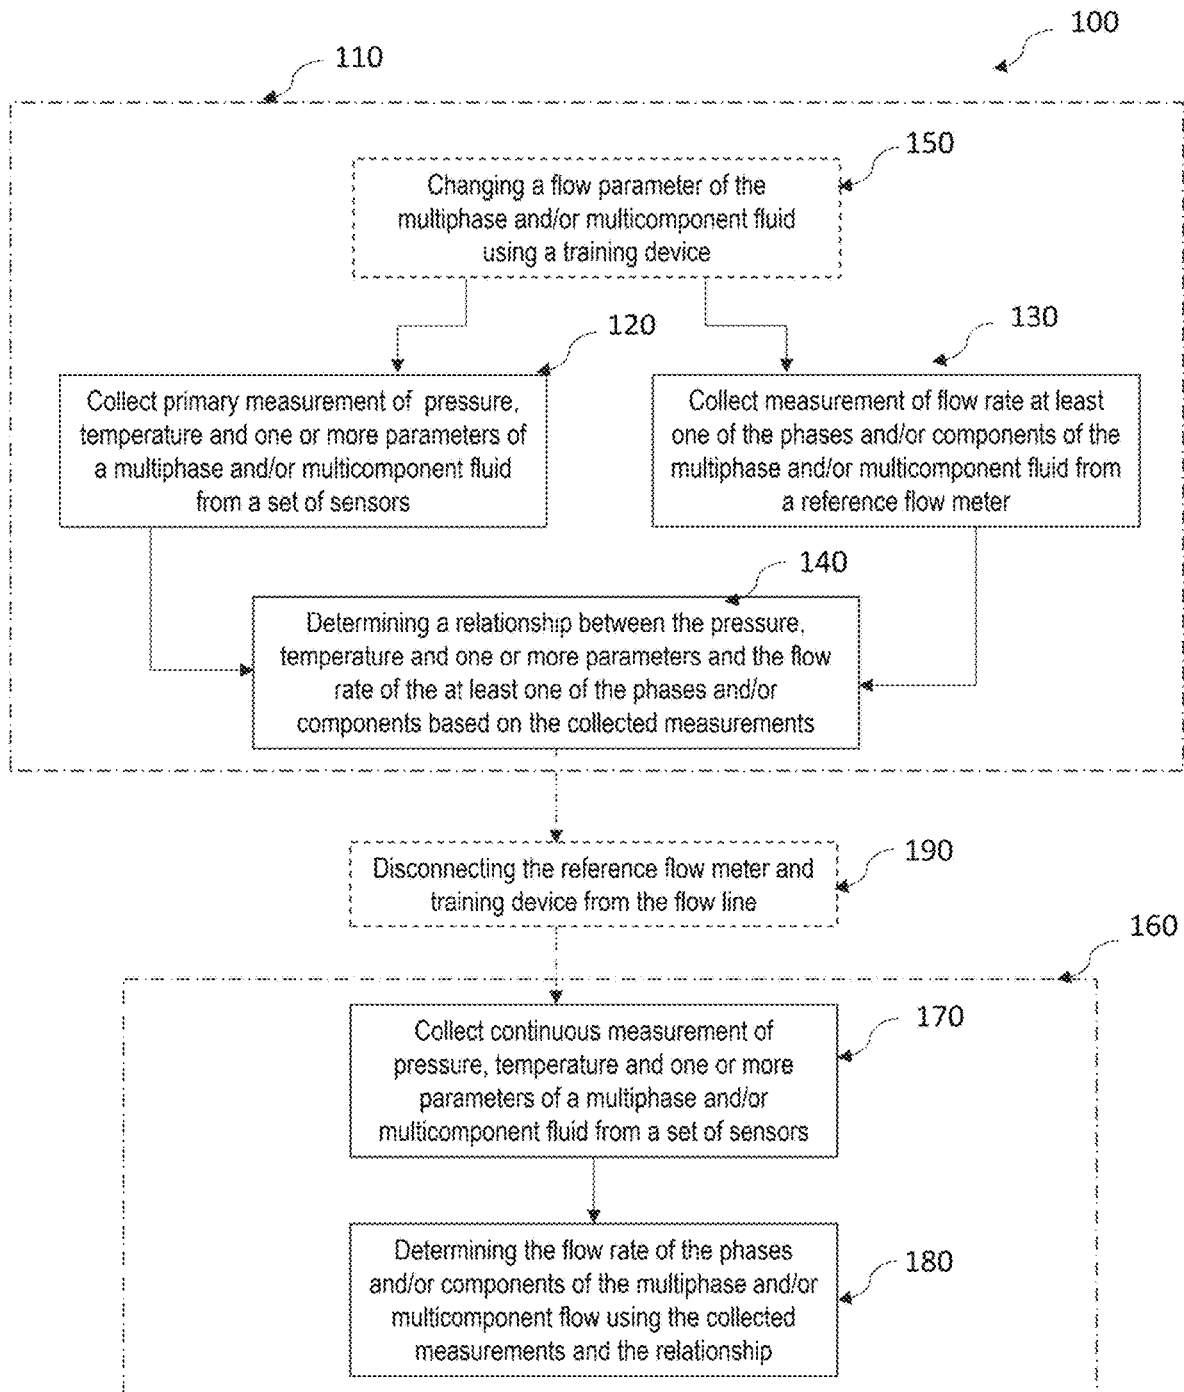 100
110
150
Changing a flow parameter of the
multiphase and/or multicomponent fluid
using a training device
120
130
Collect primary measurement of pressure,
temperature and one or more parameters of
a multiphase and/or multicomponent fluid
from a set of sensors
Collect measurement of flow rate at least
one of the phases and/or components of the
multiphase and/or multicomponent fluid from
a reference flow meter
140
Determining a relationship between the pressure,
temperature and one or more parameters and the flow
rate of the at least one of the phases and/or
components based on the collected measurements
190
Disconnecting the reference flow meter and
training device from the flow line
160
170
Collect continuous measurement of
pressure, temperature and one or more
parameters of a multiphase and/or
multicomponent fluid from a set of sensors
180
Determining the flow rate of the phases
and/or components of the multiphase and/or
multicomponent flow using the collected
measurements and the relationship